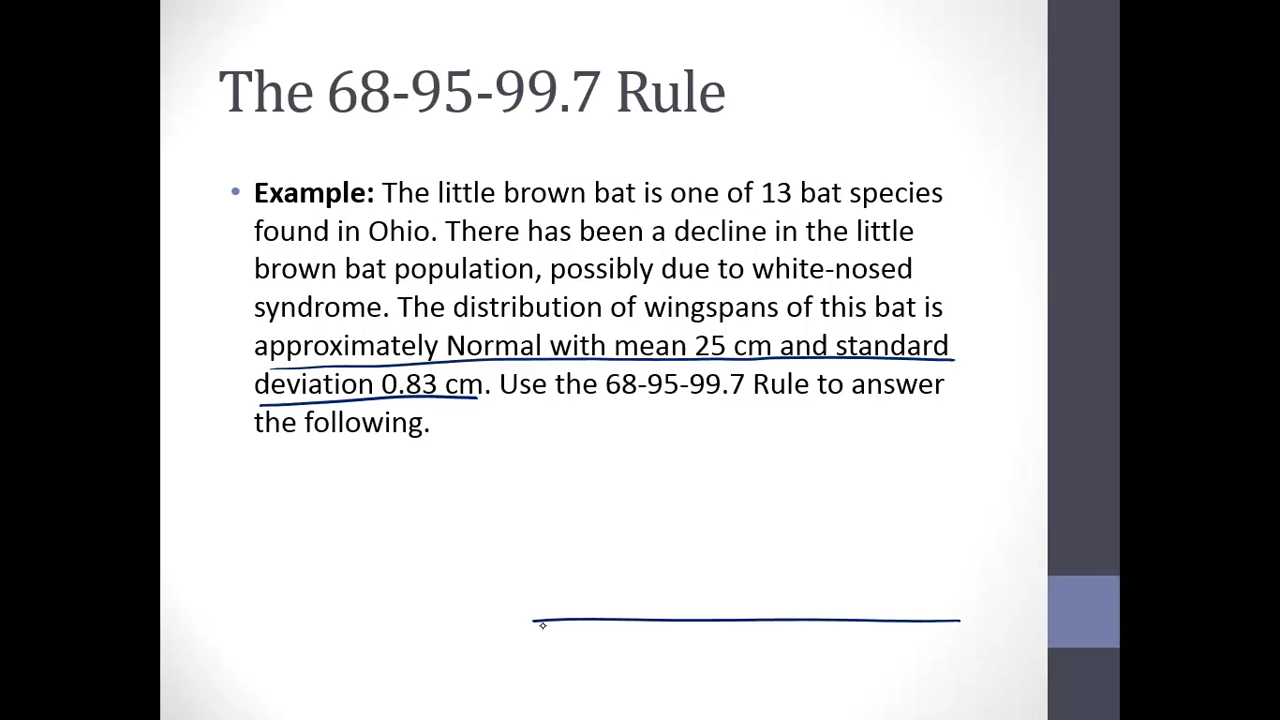 The 68-95-99.7 Rule
• Example: The little brown bat is one of 13 bat species
found in Ohio. There has been a decline in the little
brown bat population, possibly due to white-nosed
syndrome. The distribution of wingspans of this bat is
approximately Normal with mean 25 cm and standard
deviation 0.83 cm. Use the 68-95-99.7 Rule to answer
the following.